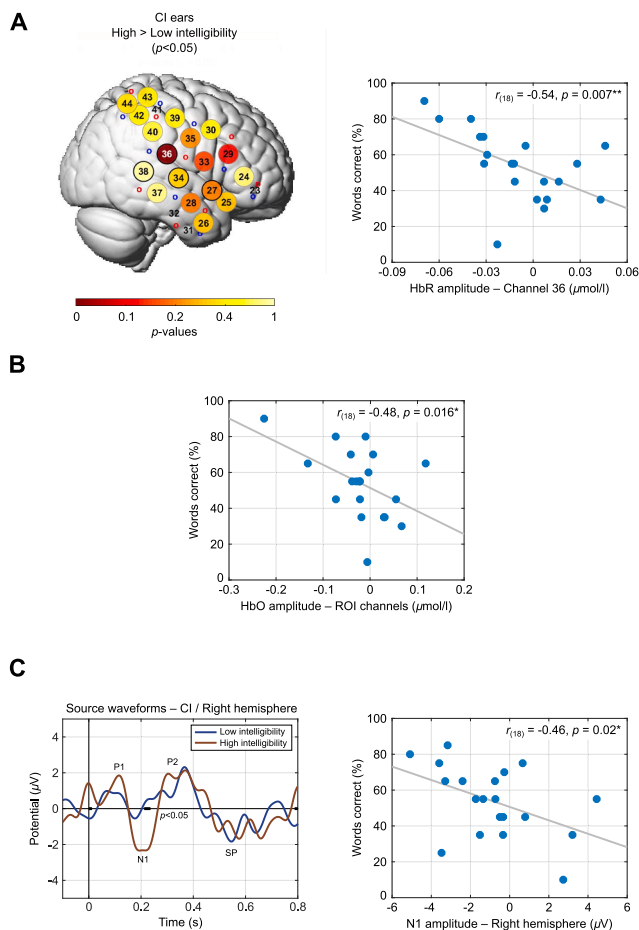 A
CI ears
High > Low intelligibility
(p<0.05)
43
44
41
42
39
40
30
35
36
33
29
38
34
24
37
27
23
28
25
32
26
31
0 0.1 0.2 0.4 1
p-values
r(18) = -0.54, p = 0.007**
100
80
60
40
20
0
Words correct (%)
-0.09 -0.06 -0.03 0 0.03 0.06
HbR amplitude – Channel 36 (µmol/l)
B
r(18) = -0.48, p = 0.016*
100
80
60
40
20
0
Words correct (%)
-0.3 -0.2 -0.1 0 0.1 0.2
HbO amplitude – ROI channels (µmol/l)
C
Source waveforms – CI / Right hemisphere
Low intelligibility
High intelligibility
4
2
0
-2
-4
Potential (µV)
P1
P2
p<0.05
N1
SP
0 0.2 0.4 0.6 0.8
Time (s)
r(18) = -0.46, p = 0.02*
100
80
60
40
20
0
Words correct (%)
-6 -4 -2 0 2 4 6
N1 amplitude – Right hemisphere (µV)